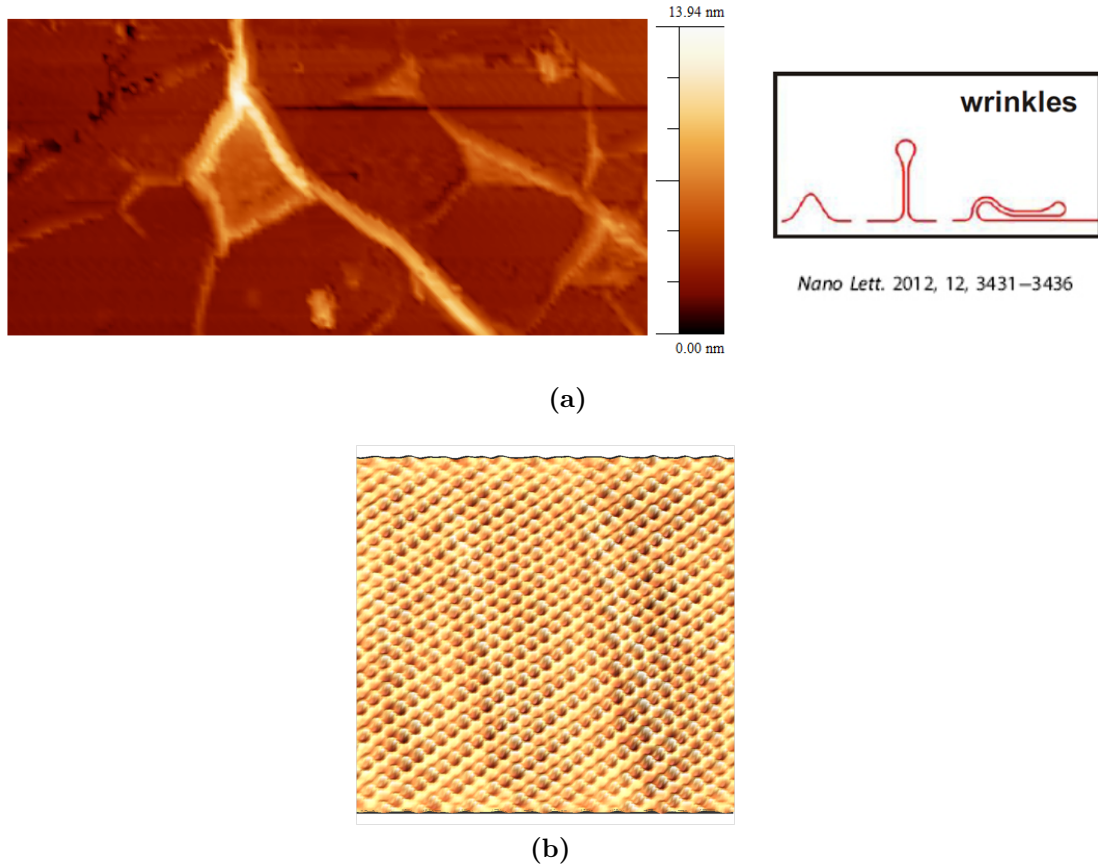 13.94 nm
0.00 nm
wrinkles
Nano Lett. 2012, 12, 3431−3436
(a)
(b)